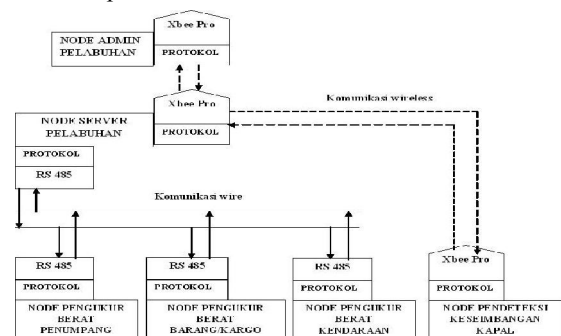 Xbee Pro
NODE ADMIN
PELABUHAN
PROTOKOL
Xbee Pro
Komunikasi wireless
NODE SERVER
PELABUHAN
PROTOKOL
PROTOKOL
RS 485
Komunikasi wire
RS 485
RS 485
RS 485
Xbee Pro
PROTOKOL
PROTOKOL
PROTOKOL
PROTOKOL
NODE PENGUKUR
BERAT
PENUMPANG
NODE PENGUKUR
BERAT
BARANG/KARGO
NODE PENGUKUR
BERAT
KENDARAAN
NODE PENDETEKSI
KESEIMBANGAN
KAPAL